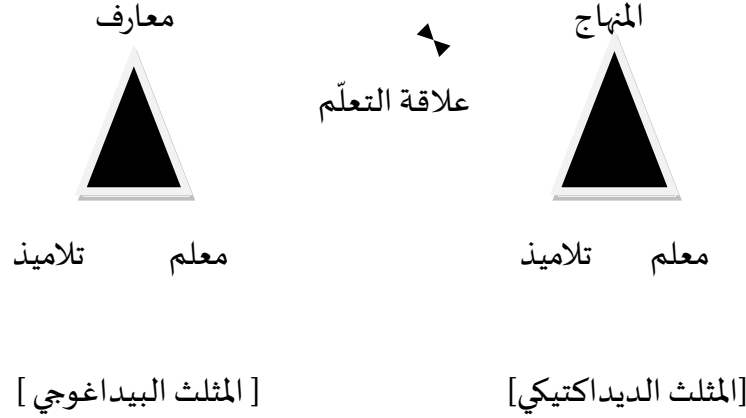 المنهاج
معارف
علاقة التعلّم
معلم تلاميذ
معلم تلاميذ
[المثلث الديداكتيكي]
[ المثلث البيداغوجي ]